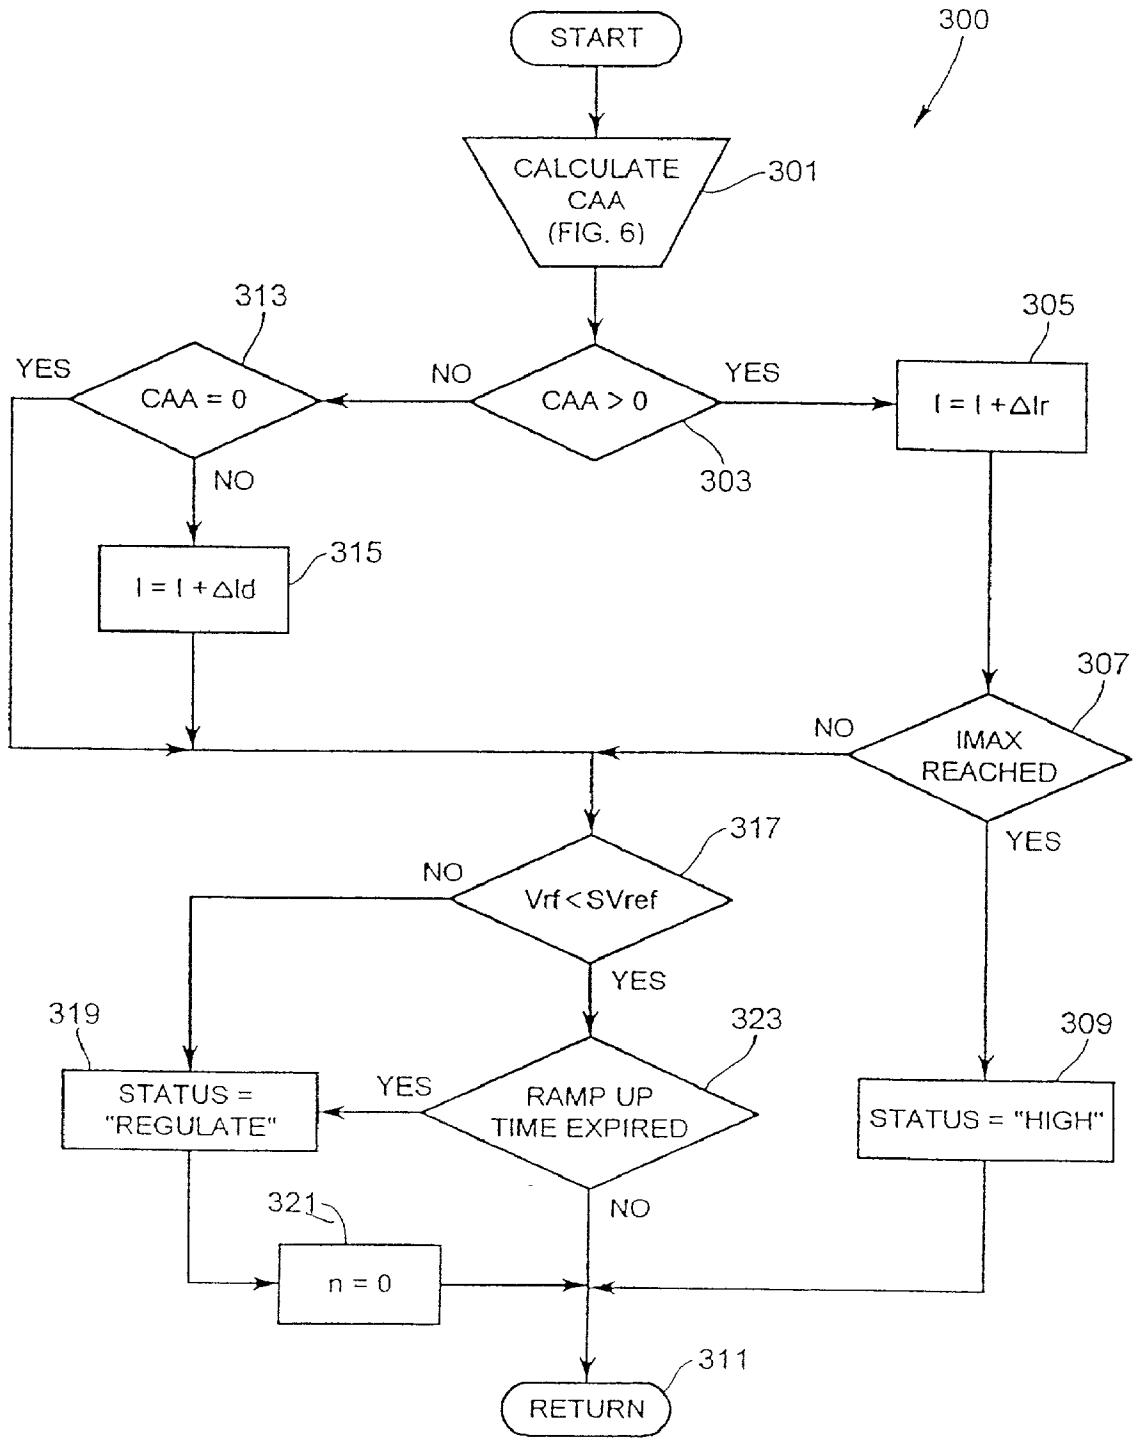 START
300
CALCULATE
CAA
(FIG. 6)
301
313
305
YES
CAA = 0
NO
CAA > 0
YES
I = I + ΔIr
303
NO
I = I + ΔId
315
307
NO
IMAX
REACHED
YES
317
NO
Vrf<SVref
YES
319
323
309
STATUS =
"REGULATE"
YES
RAMP UP
TIME EXPIRED
STATUS = "HIGH"
321
NO
n = 0
311
RETURN